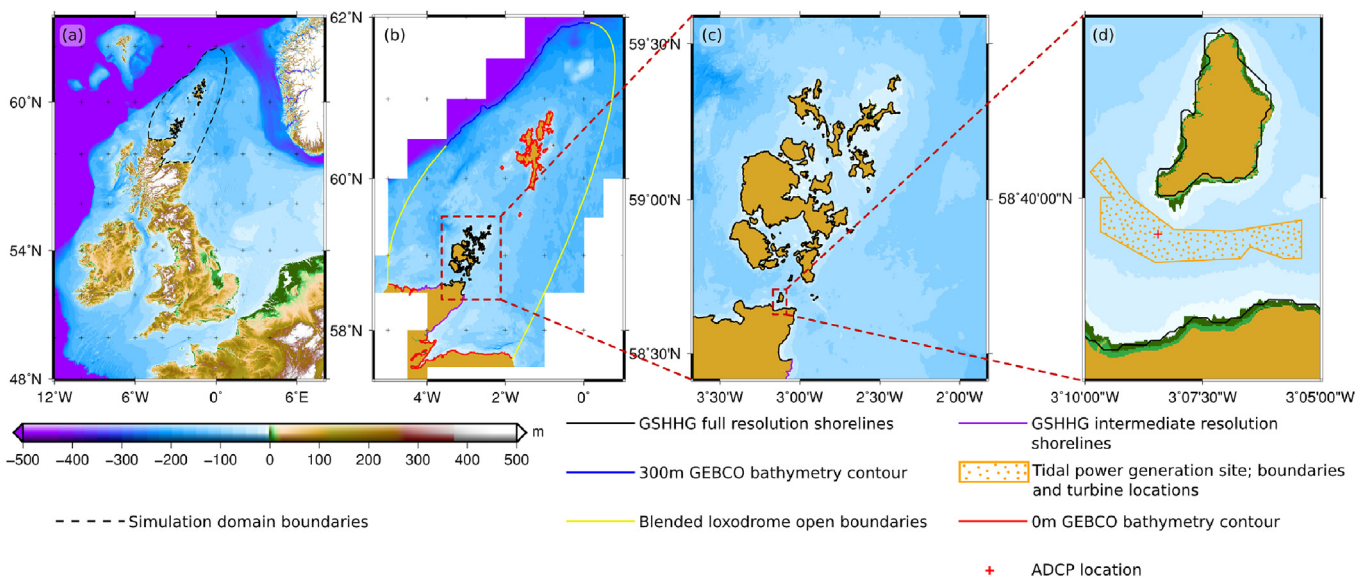 (a)
60°N
54°N
52°N
48°N
12°W
6°W
0°
6°E
(b)
62°N
60°N
58°N
4°W
2°W
0°
(c)
59°30'N
59°00'N
58°30'N
3°30'W
3°00'W
2°30'W
2°00'W
(d)
58°40'00"N
3°10'00"W
3°07'30"W
3°05'00"W
−500 −400 −300 −200 −100 0 100 200 300 400 500
m
Simulation domain boundaries
GSHHG full resolution shorelines
300m GEBCO bathymetry contour
Blended loxodrome open boundaries
GSHHG intermediate resolution
shorelines
Tidal power generation site; boundaries
and turbine locations
0m GEBCO bathymetry contour
ADCP location